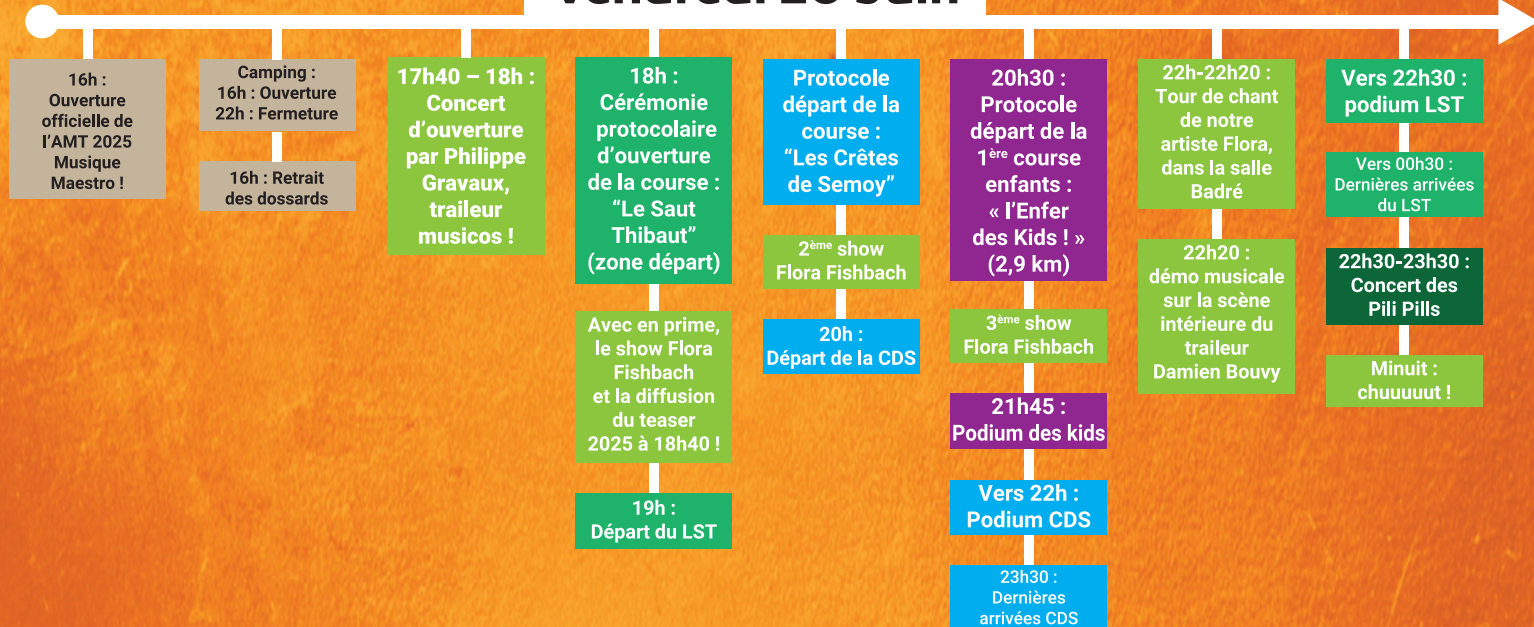 16h :
Ouverture
officielle de
l'AMT 2025
Musique
Maestro !
Camping :
16h : Ouverture
22h : Fermeture
16h : Retrait
des dossards
17h40 – 18h :
Concert
d'ouverture
par Philippe
Gravaux,
traileur
musicos !
18h :
Cérémonie
protocolaire
d'ouverture
de la course :
“Le Saut
Thibaut”
(zone départ)
Avec en prime,
le show Flora
Fishbach
et la diffusion
du teaser
2025 à 18h40 !
19h :
Départ du LST
Protocole
départ de la
course :
“Les Crêtes
de Semoy”
2ème show
Flora Fishbach
20h :
Départ de la CDS
20h30 :
Protocole
départ de la
1ère course
enfants :
« l'Enfer
des Kids ! »
(2,9 km)
3ème show
Flora Fishbach
21h45 :
Podium des kids
Vers 22h :
Podium CDS
23h30 :
Dernières
arrivées CDS
22h-22h20 :
Tour de chant
de notre
artiste Flora,
dans la salle
Badré
22h20 :
démo musicale
sur la scène
intérieure du
traileur
Damien Bouvy
Vers 22h30 :
podium LST
Vers 00h30 :
Dernières arrivées
du LST
22h30-23h30 :
Concert des
Pili Pills
Minuit :
chuuuuut !